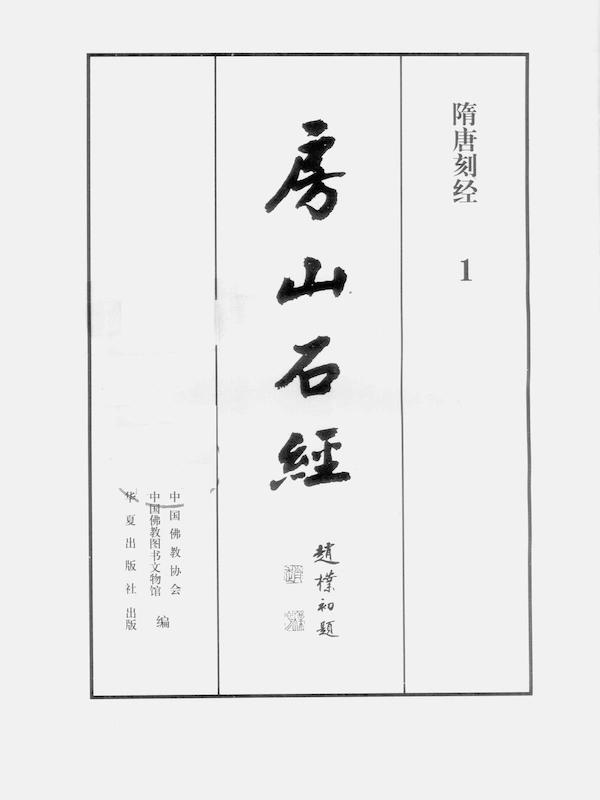 隋唐刻经 1
房山石經
趙樸初題
中国佛教协会
中国佛教图书文物馆 编
华夏出版社出版